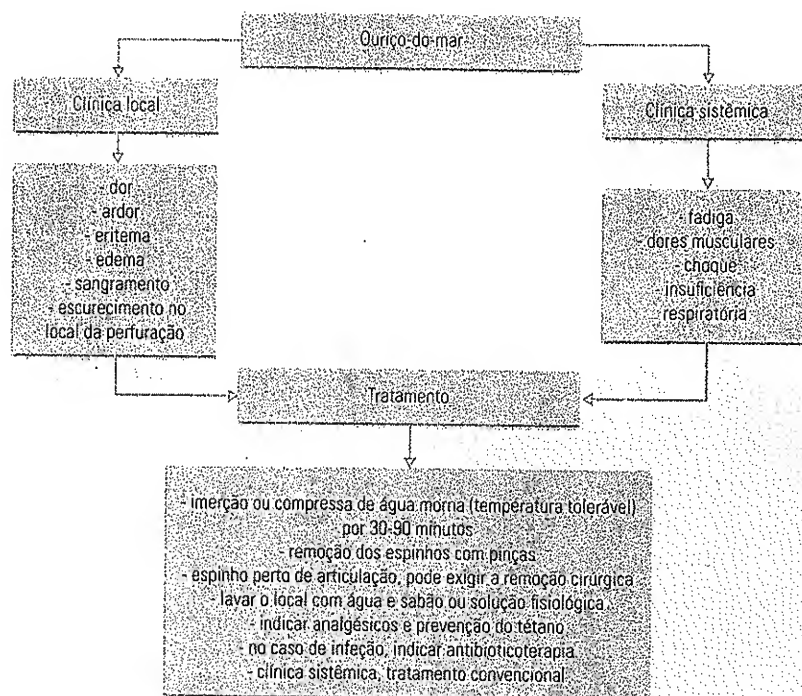 Ouriço-do-mar
Clínica local
Clínica sistêmica
- dor
- ardor
- eritema
- edema
- sangramento
- escurecimento no
local da perfuração
- fadiga
- dores musculares
- choque
- insuficiência
respiratória
Tratamento
- imerção ou compressa de água morna (temperatura tolerável)
por 30-90 minutos
- remoção dos espinhos com pinças
- espinho perto de articulação, pode exigir a remoção cirúrgica
- lavar o local com água e sabão ou solução fisiológica
- indicar analgésicos e prevenção do tétano
- no caso de infeção, indicar antibioticoterapia
- clínica sistêmica, tratamento convencional